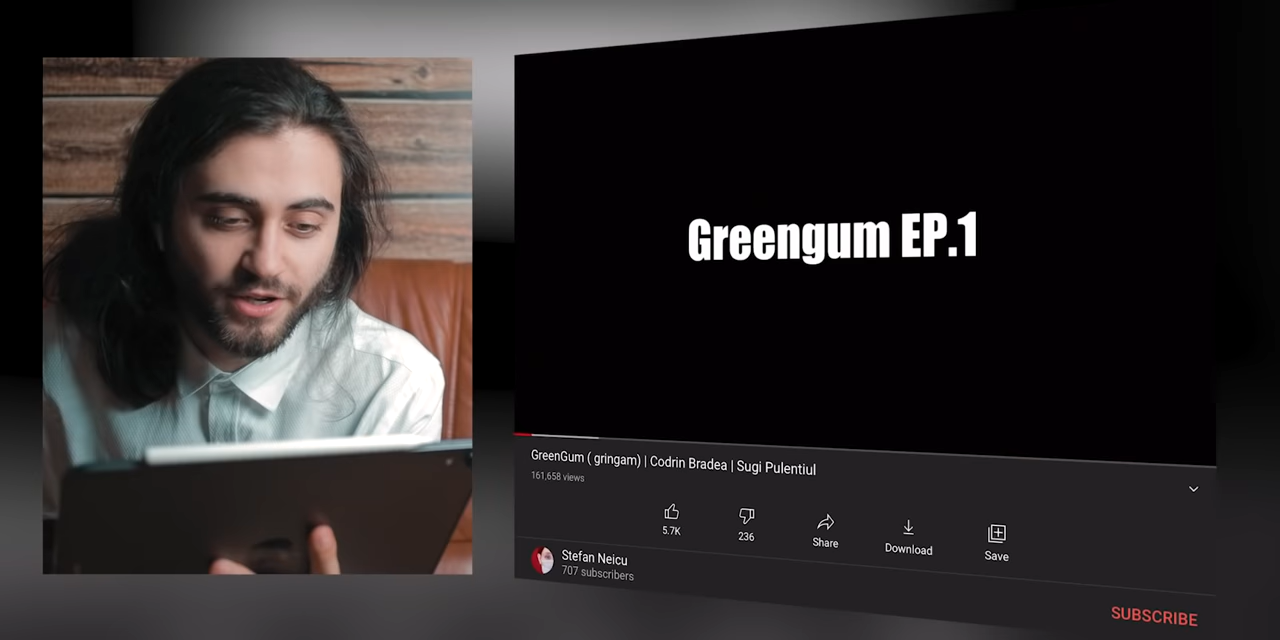 Greengum EP.1
GreenGum ( gringam) | Codrin Bradea | Sugi Pulentiul
161,658 views
5.7K
236
Share
Download
Save
Stefan Neicu
707 subscribers
SUBSCRIBE